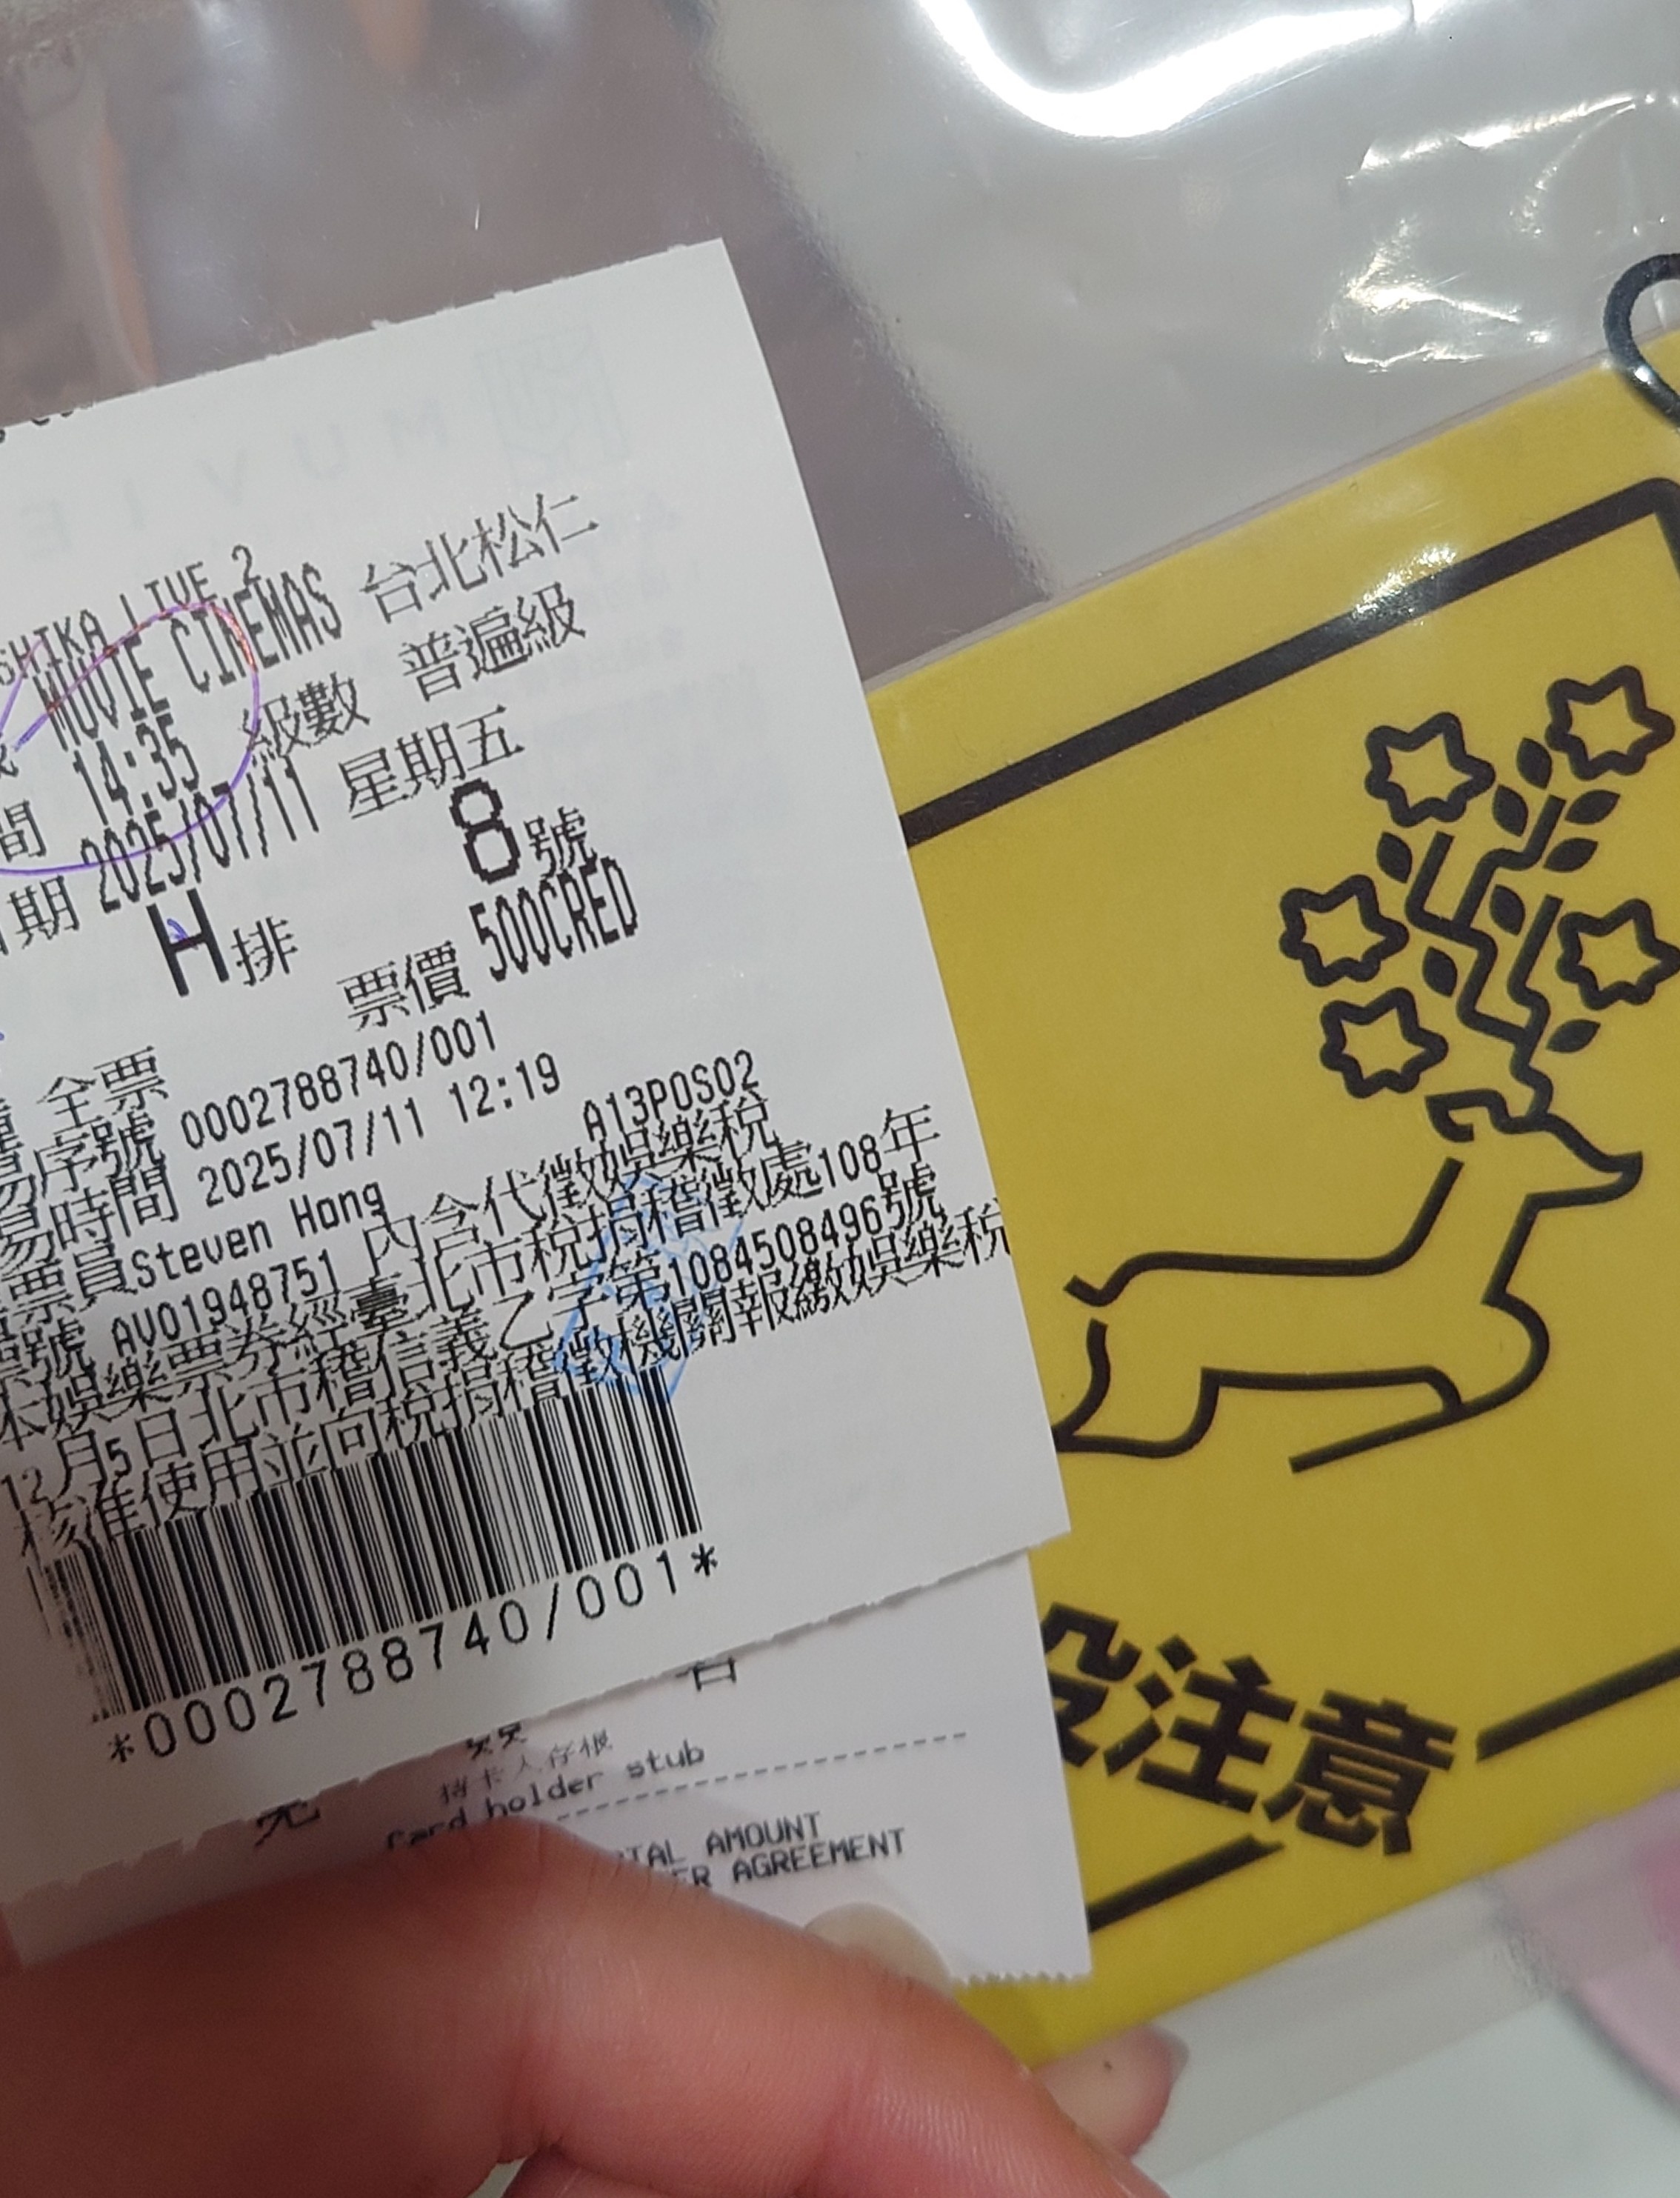 SHIKA LIVE 2
MUVIE CINEMAS 台北松仁
間 14:35 級數 普遍級
期 2025/07/11 星期五
H排 8號
票價 500CRED
全票
易序號 0002788740/001
易時間 2025/07/11 12:19
票員Steven Hong A13POS02
號 AV01948751 內含代徵娛樂稅
本娛樂票券經臺北市稅捐稽徵處108年
12月5日北市稽信義乙字第1084508496號
核准使用並向稅捐稽徵機關報繳娛樂稅
*0002788740/001*
持卡人存根
Card holder stub
TAL AMOUNT
ER AGREEMENT
沒注意
MUVIE